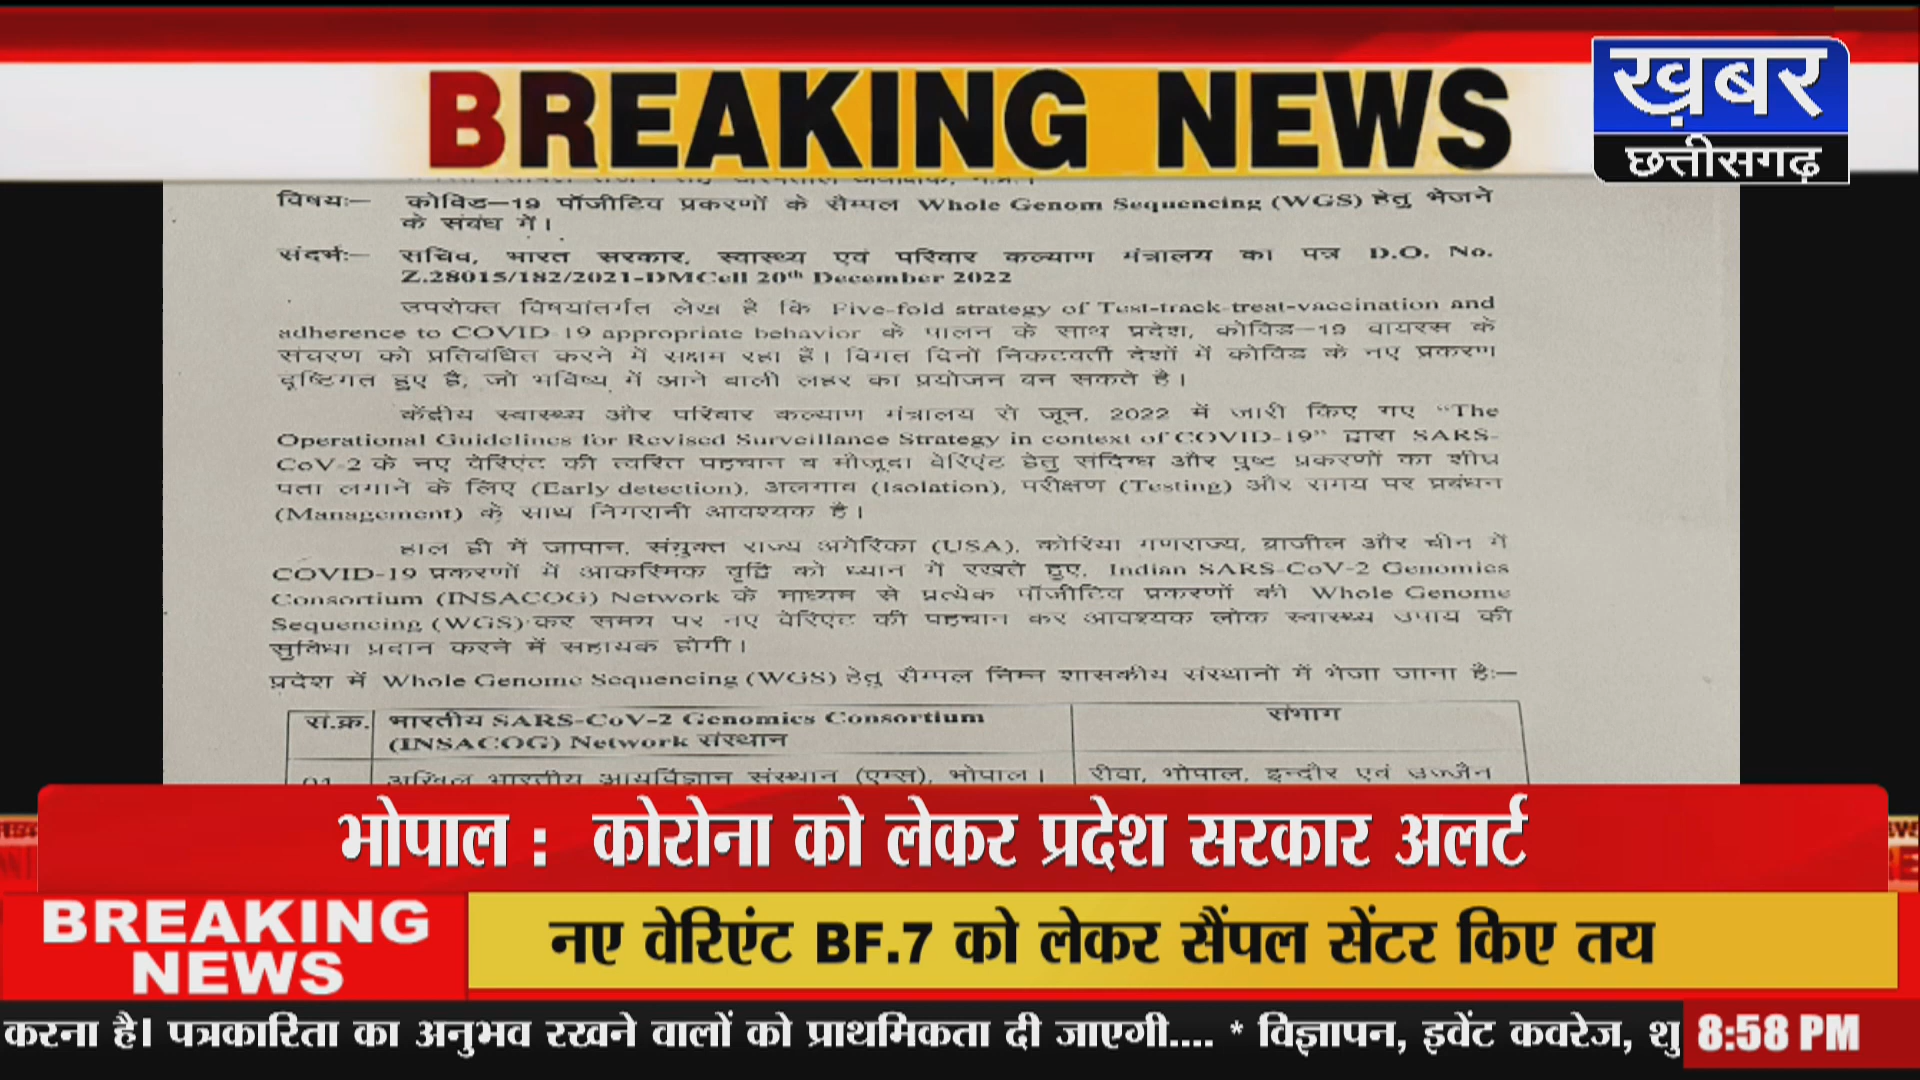 BREAKING NEWS
ख़बर
छत्तीसगढ़
विषयः— कोविड—19 पॉजीटिव प्रकरणों के सैम्पल Whole Genom Sequencing (WGS) हेतु भेजने
के संबंध में।
संदर्भः— सचिव, भारत सरकार, स्वास्थ्य एवं परिवार कल्याण मंत्रालय का पत्र D.O. No.
Z.28015/182/2021-DMCell 20th December 2022
उपरोक्त विषयांतर्गत लेख है कि Five-fold strategy of Test-track-treat-vaccination and
adherence to COVID-19 appropriate behavior के पालन के साथ प्रदेश, कोविड—19 वायरस के
संचरण को प्रतिबंधित करने में सक्षम रहा है। विगत दिनों निकटवर्ती देशों में कोविड के नए प्रकरण
दृष्टिगत हुए है, जो भविष्य में आने वाली लहर का प्रयोजन बन सकते है।
केंद्रीय स्वास्थ्य और परिवार कल्याण मंत्रालय से जून, 2022 में जारी किए गए “The
Operational Guidelines for Revised Surveillance Strategy in context of COVID-19” द्वारा SARS-
CoV-2 के नए वेरिएंट की त्वरित पहचान व मौजूदा वेरिएंट हेतु संदिग्ध और पुष्ट प्रकरणों का शीघ्र
पता लगाने के लिए (Early detection), अलगाव (Isolation), परीक्षण (Testing) और समय पर प्रबंधन
(Management) के साथ निगरानी आवश्यक है।
हाल ही में जापान, संयुक्त राज्य अमेरिका (USA), कोरिया गणराज्य, ब्राजील और चीन में
COVID-19 प्रकरणों में आकस्मिक वृद्वि को ध्यान में रखते हुए, Indian SARS-CoV-2 Genomics
Consortium (INSACOG) Network के माध्यम से प्रत्येक पॉजीटिव प्रकरणों की Whole Genome
Sequencing (WGS) कर समय पर नए वेरिएंट की पहचान कर आवश्यक लोक स्वास्थ्य उपाय की
सुविधा प्रदान करने में सहायक होगी।
प्रदेश में Whole Genome Sequencing (WGS) हेतु सैम्पल निम्न शासकीय संस्थानों में भेजा जाना है:—
स.क्र. भारतीय SARS-CoV-2 Genomics Consortium संभाग
(INSACOG) Network संस्थान
01 अखिल भारतीय आयुर्विज्ञान संस्थान (एम्स), भोपाल। रीवा, भोपाल, इन्दौर एवं उज्जैन
भोपाल : कोरोना को लेकर प्रदेश सरकार अलर्ट
BREAKING
NEWS
नए वेरिएंट BF.7 को लेकर सैंपल सेंटर किए तय
करना है। पत्रकारिता का अनुभव रखने वालों को प्राथमिकता दी जाएगी.... * विज्ञापन, इवेंट कवरेज, शु
8:58 PM